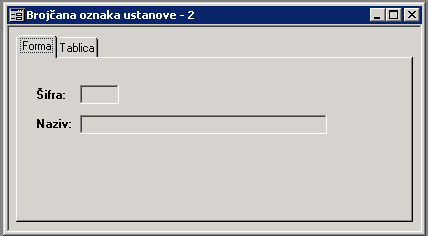 Brojčana oznaka ustanove - 2
Forma Tablica
Šifra:
Naziv: